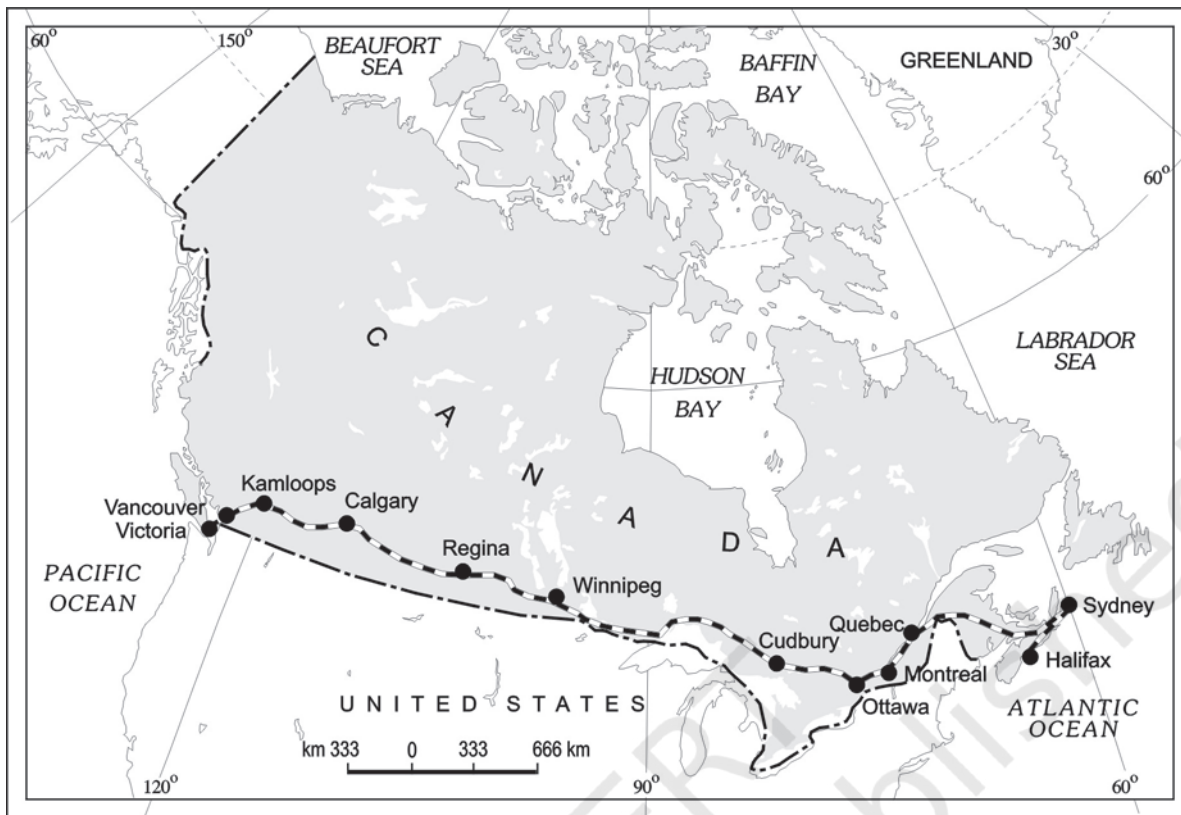 60°
150°
BEAUFORT
SEA
BAFFIN
BAY
GREENLAND
30°
60°
LABRADOR
SEA
HUDSON
BAY
C A N A D A
Kamloops
Calgary
Vancouver
Victoria
Regina
Winnipeg
PACIFIC
OCEAN
Quebec
Cudbury
Sydney
Halifax
Montreal
Ottawa
ATLANTIC
OCEAN
UNITED STATES
km 333 0 333 666 km
120°
90°
60°